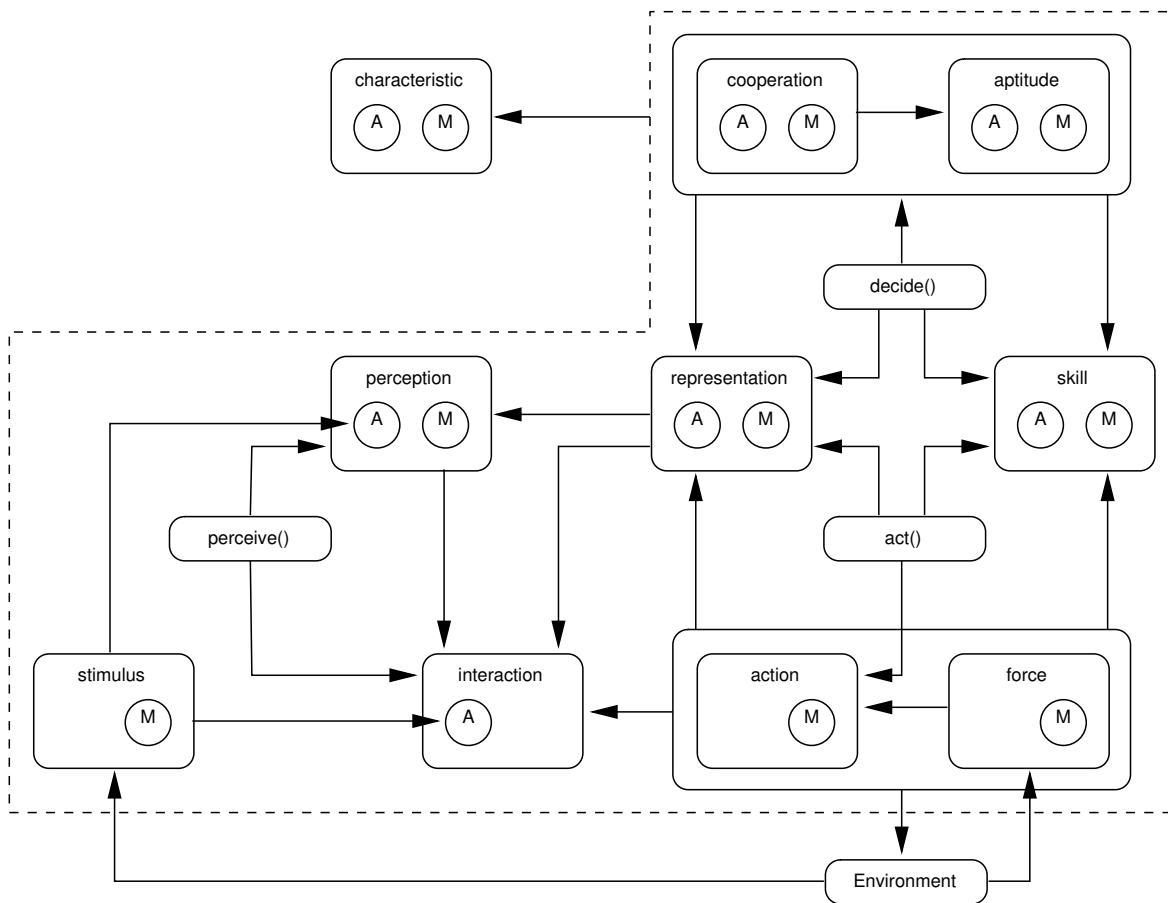 characteristic
A M
cooperation
A M
aptitude
A M
decide()
perception
A M
representation
A M
skill
A M
perceive()
act()
stimulus
M
interaction
A
action
M
force
M
Environment